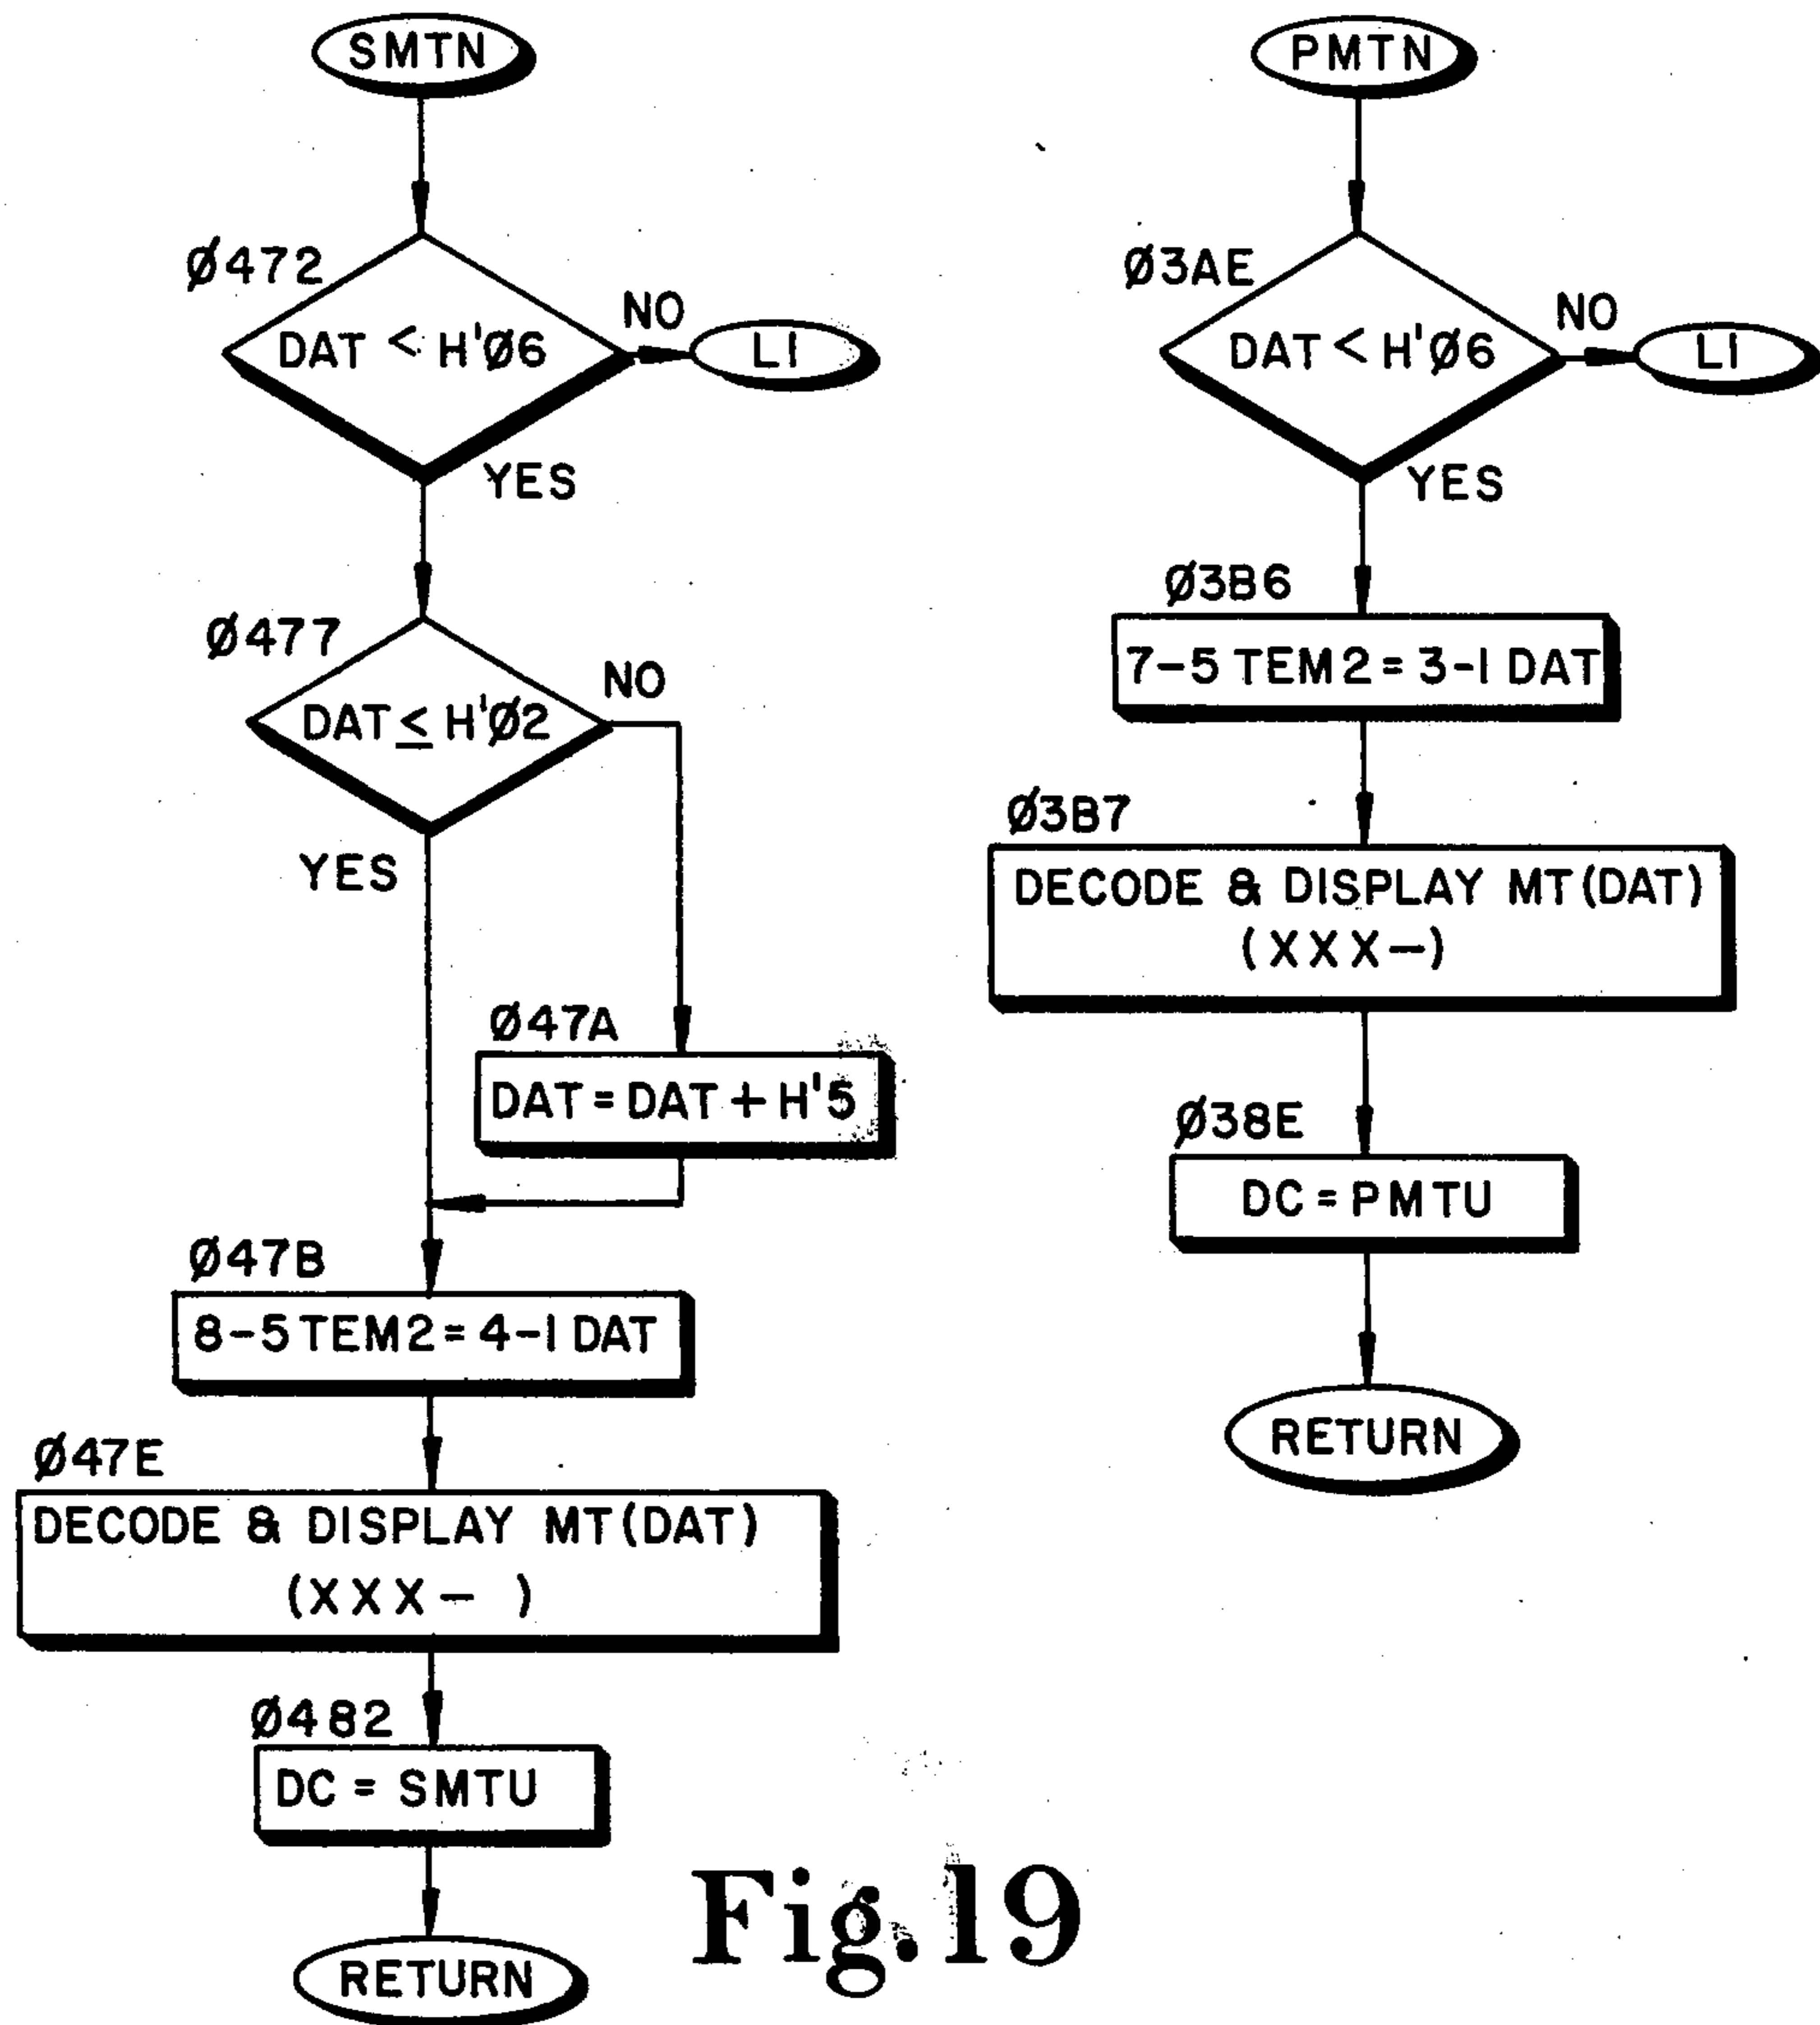 SMTN
Ø472
DAT < H'Ø6
NO
LI
YES
Ø477
DAT ≤ H'Ø2
NO
YES
Ø47A
DAT = DAT + H'5
Ø47B
8-5 TEM2 = 4-1 DAT
Ø47E
DECODE & DISPLAY MT(DAT)
(XXX- )
Ø482
DC = SMTU
RETURN
PMTN
Ø3AE
DAT < H'Ø6
NO
LI
YES
Ø3B6
7-5 TEM2 = 3-1 DAT
Ø3B7
DECODE & DISPLAY MT(DAT)
(XXX-)
Ø38E
DC = PMTU
RETURN
Fig. 19